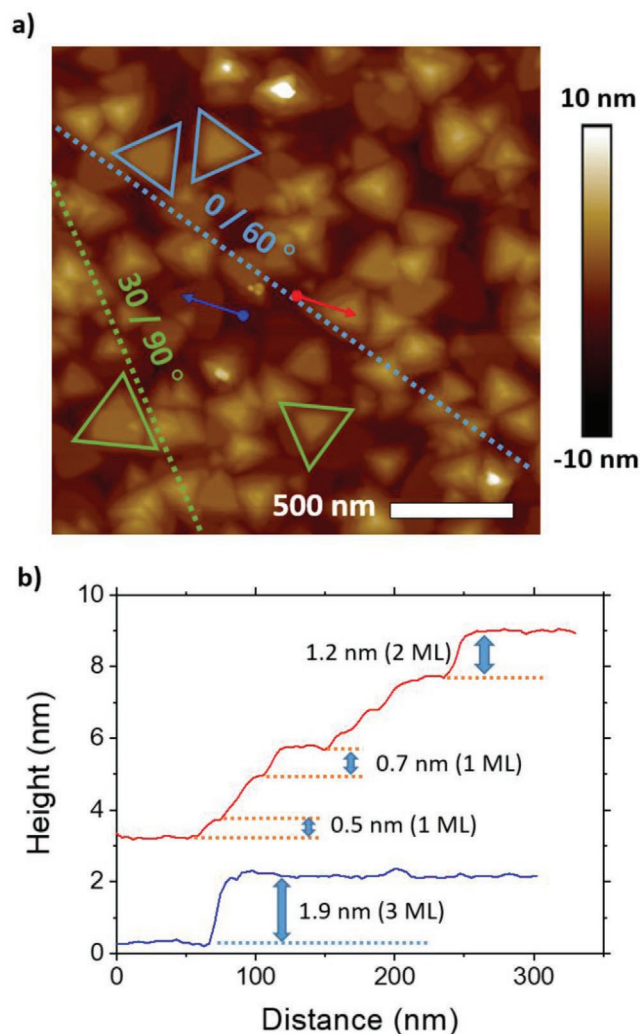 a)
10 nm
0 / 60 °
30 / 90 °
500 nm
-10 nm
b)
10
8
6
4
2
0
Height (nm)
1.2 nm (2 ML)
0.7 nm (1 ML)
0.5 nm (1 ML)
1.9 nm (3 ML)
0 100 200 300
Distance (nm)